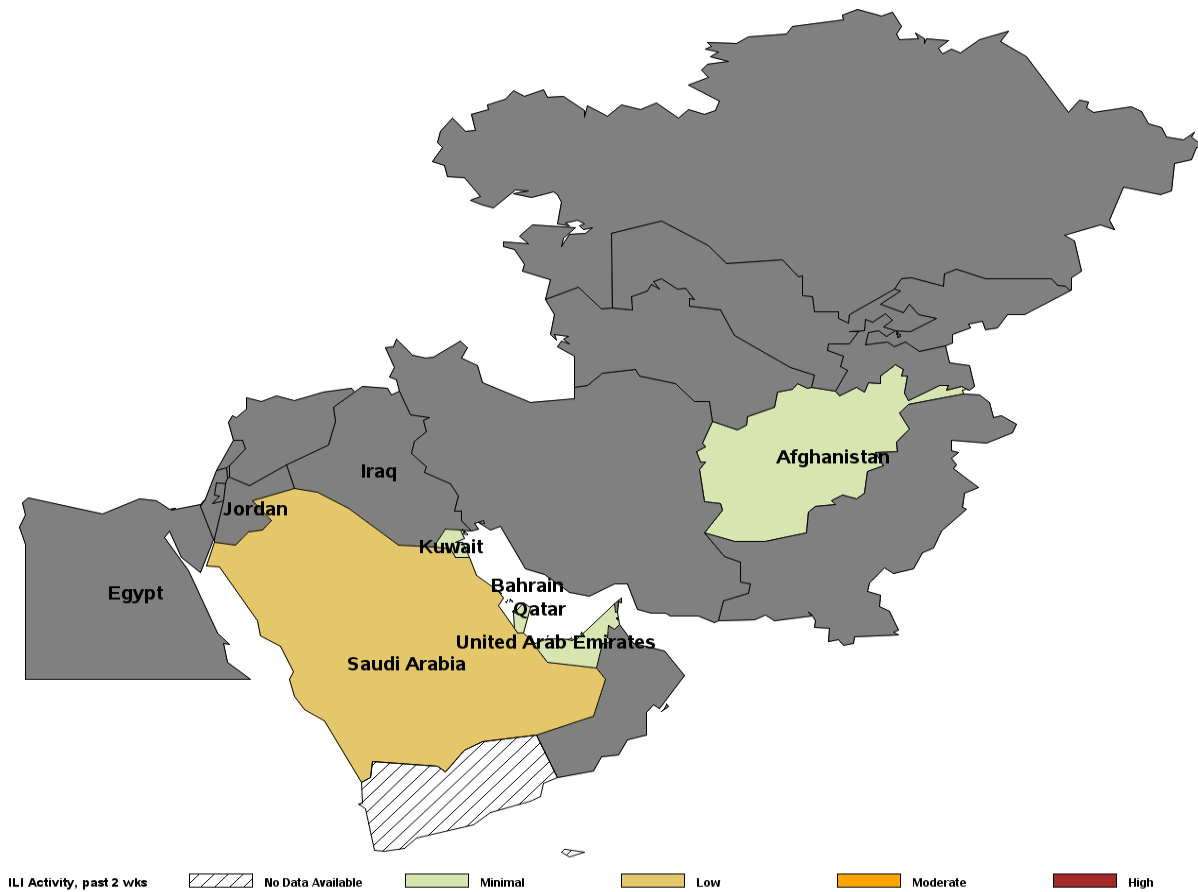 Afghanistan
Iraq
Jordan
Kuwait
Bahrain
Egypt
Qatar
United Arab Emirates
Saudi Arabia
ILI Activity, past 2 wks
No Data Available
Minimal
Low
Moderate
High